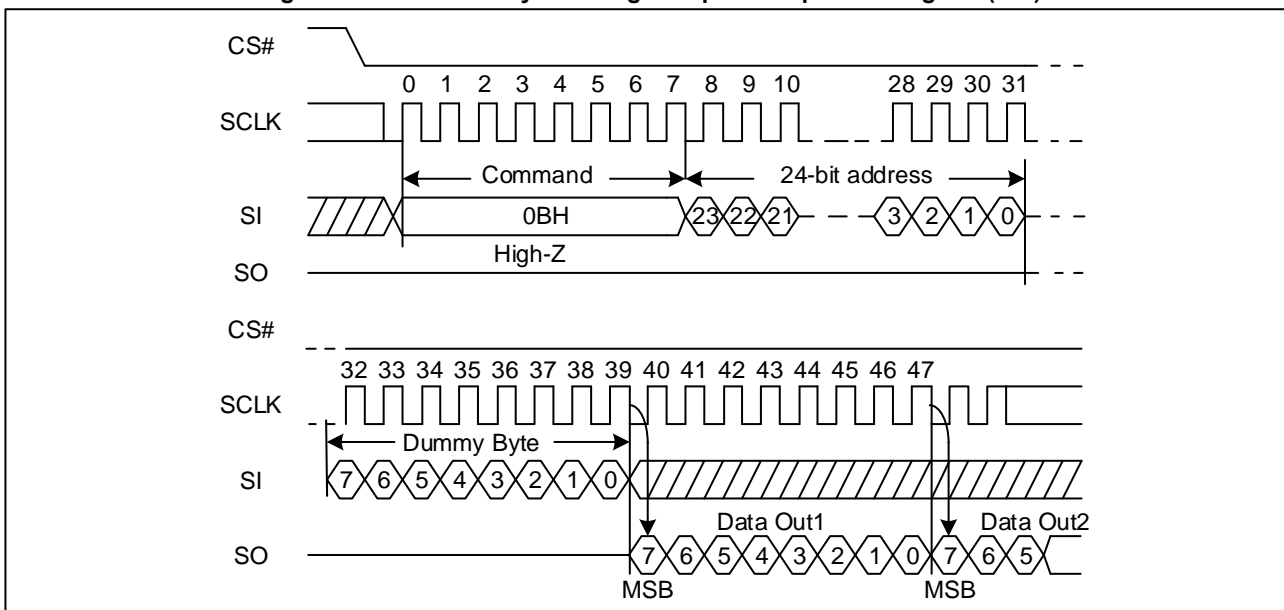 CS#
0 1 2 3 4 5 6 7 8 9 10 28 29 30 31
SCLK
Command 24-bit address
SI 0BH 23 22 21 3 2 1 0
High-Z
SO
CS#
32 33 34 35 36 37 38 39 40 41 42 43 44 45 46 47
SCLK
Dummy Byte
SI 7 6 5 4 3 2 1 0
Data Out1 Data Out2
SO 7 6 5 4 3 2 1 0 7 6 5
MSB MSB